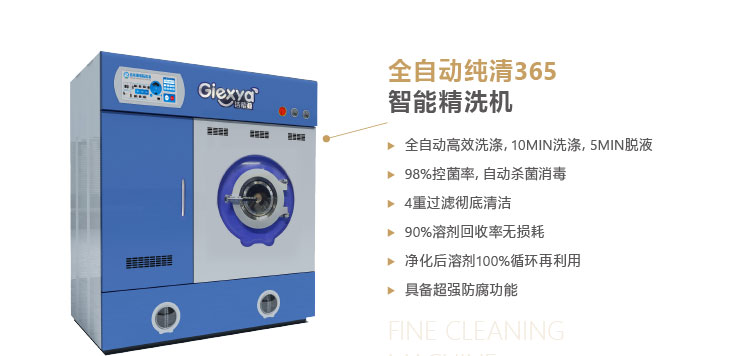 Giexya
全自动纯清365
智能精洗机
全自动高效洗涤, 10MIN洗涤, 5MIN脱液
98%控菌率, 自动杀菌消毒
4重过滤彻底清洁
90%溶剂回收率无损耗
净化后溶剂100%循环再利用
具备超强防腐功能
FINE CLEANING
MACHINE